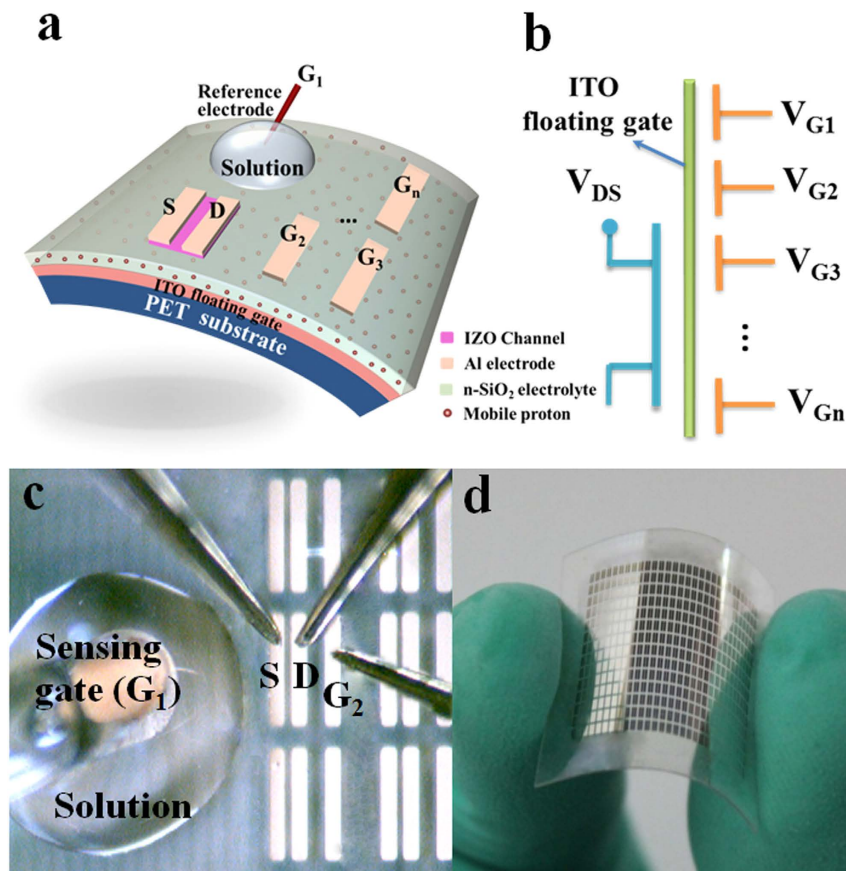 a
G1
Reference
electrode
Solution
S
D
G2
...
Gn
G3
ITO floating gate
PET substrate
IZO Channel
Al electrode
n-SiO2 electrolyte
Mobile proton
b
ITO
floating gate
VDS
VG1
VG2
VG3
...
VGn
c
Sensing
gate (G1)
S D G2
Solution
d